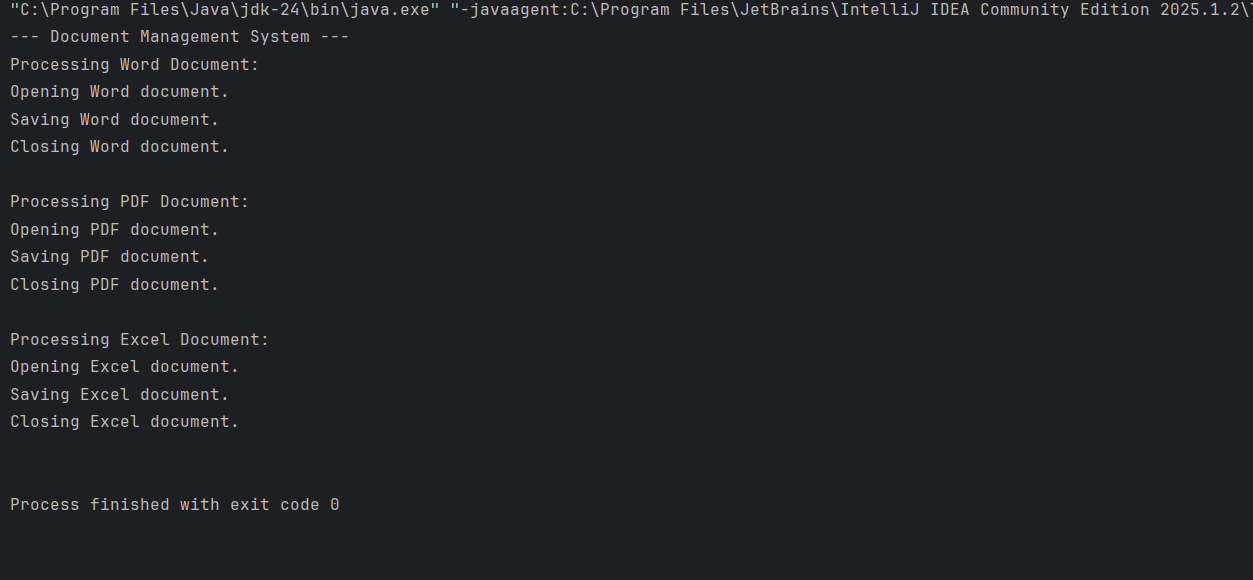 "C:\Program Files\Java\jdk-24\bin\java.exe" "-javaagent:C:\Program Files\JetBrains\IntelliJ IDEA Community Edition 2025.1.2\
--- Document Management System ---
Processing Word Document:
Opening Word document.
Saving Word document.
Closing Word document.
Processing PDF Document:
Opening PDF document.
Saving PDF document.
Closing PDF document.
Processing Excel Document:
Opening Excel document.
Saving Excel document.
Closing Excel document.
Process finished with exit code 0